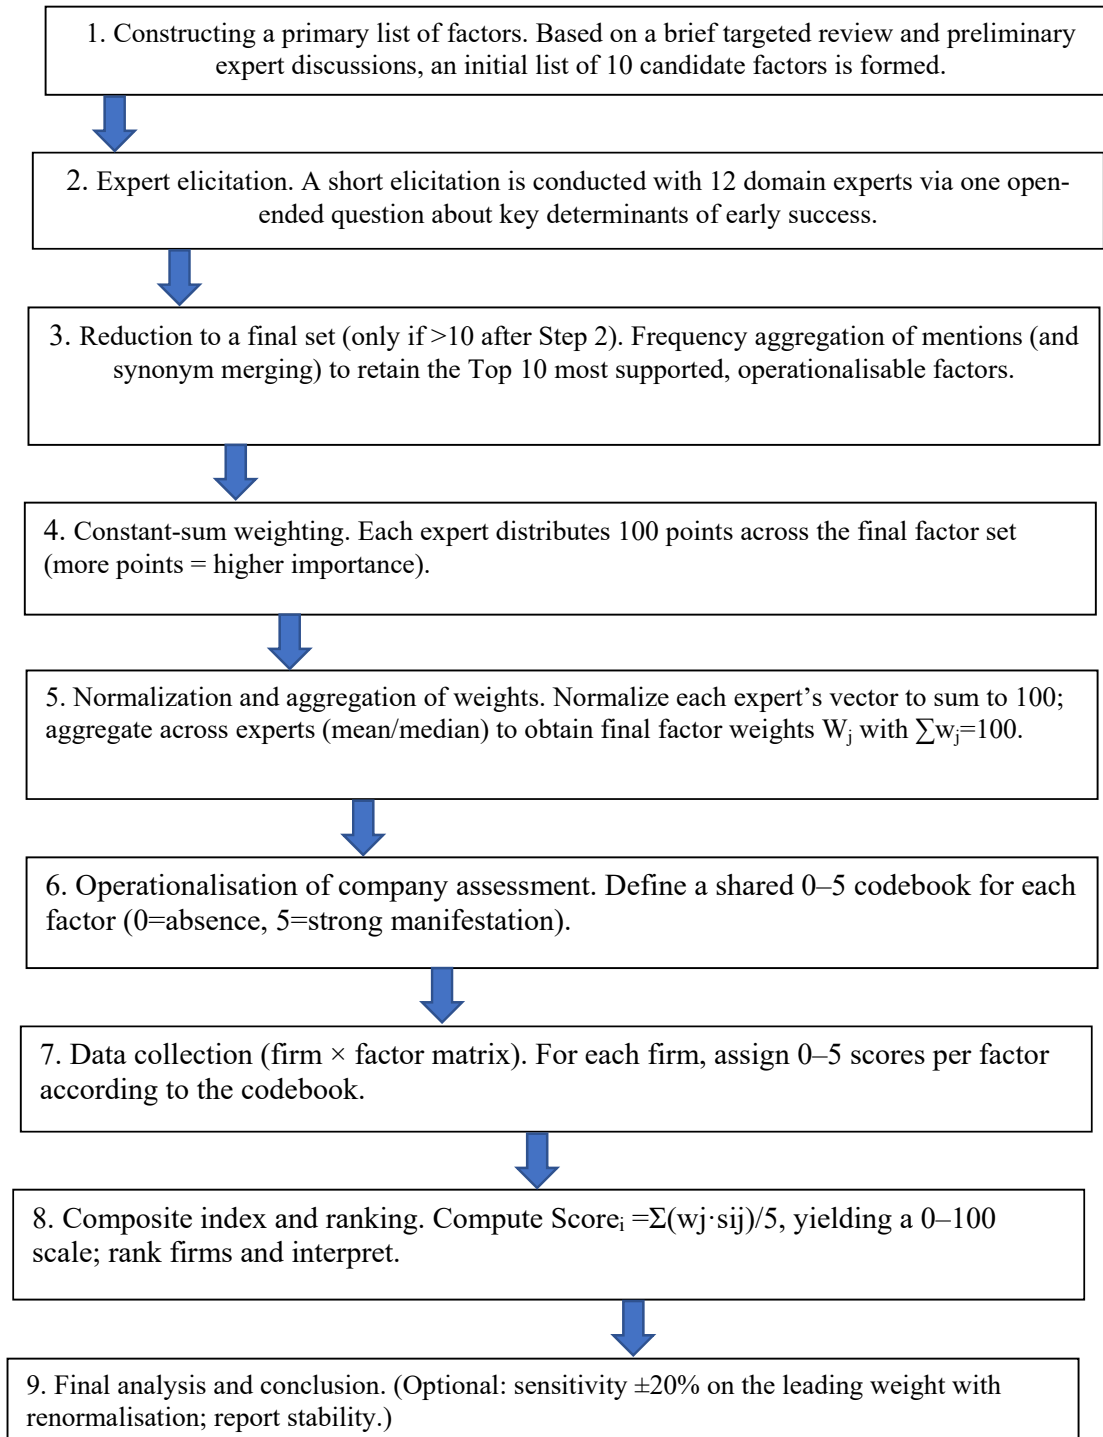 1. Constructing a primary list of factors. Based on a brief targeted review and preliminary
expert discussions, an initial list of 10 candidate factors is formed.
2. Expert elicitation. A short elicitation is conducted with 12 domain experts via one open-
ended question about key determinants of early success.
3. Reduction to a final set (only if >10 after Step 2). Frequency aggregation of mentions (and
synonym merging) to retain the Top 10 most supported, operationalisable factors.
4. Constant-sum weighting. Each expert distributes 100 points across the final factor set
(more points = higher importance).
5. Normalization and aggregation of weights. Normalize each expert’s vector to sum to 100;
aggregate across experts (mean/median) to obtain final factor weights Wⱼ with ∑wⱼ=100.
6. Operationalisation of company assessment. Define a shared 0–5 codebook for each
factor (0=absence, 5=strong manifestation).
7. Data collection (firm × factor matrix). For each firm, assign 0–5 scores per factor
according to the codebook.
8. Composite index and ranking. Compute Scoreᵢ =Σ(wj·sij)/5, yielding a 0–100
scale; rank firms and interpret.
9. Final analysis and conclusion. (Optional: sensitivity ±20% on the leading weight with
renormalisation; report stability.)